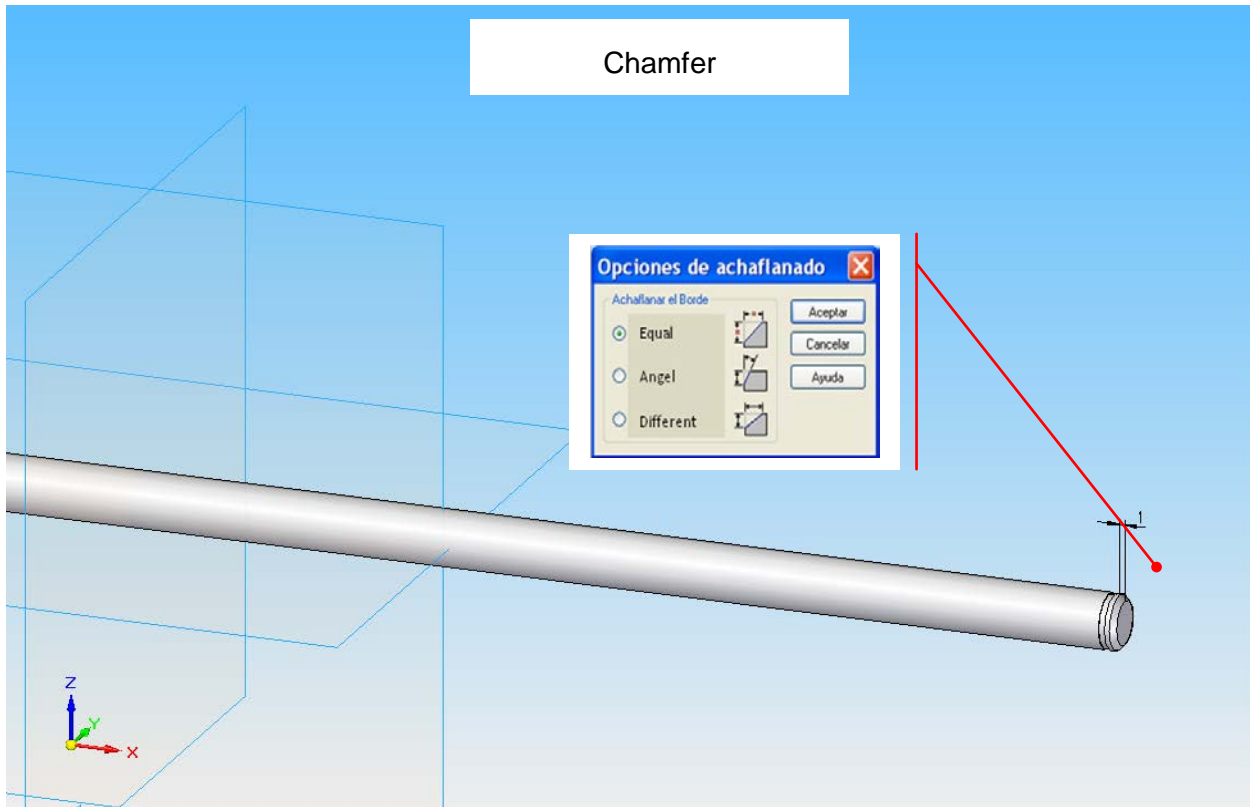 Chamfer
Opciones de achaflanado
Achaflanar el Borde
Equal
Angel
Different
Aceptar
Cancelar
Ayuda
1
Z
Y
X